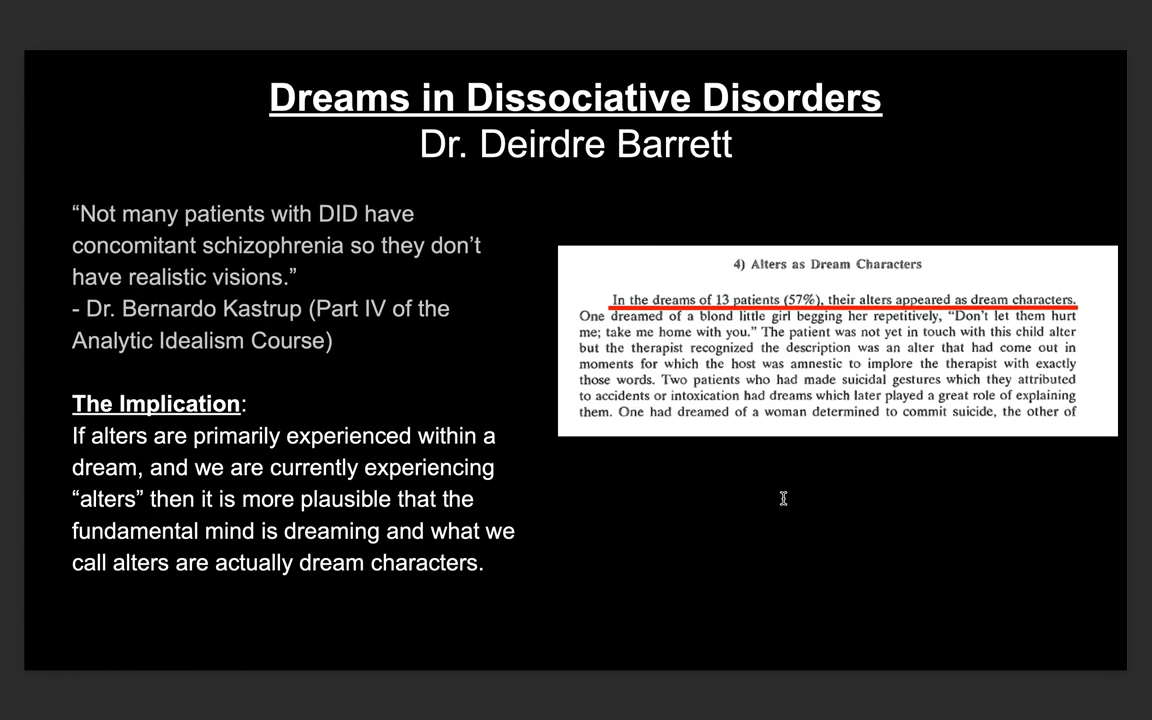 Dreams in Dissociative Disorders
Dr. Deirdre Barrett
“Not many patients with DID have
concomitant schizophrenia so they don’t
have realistic visions.”
- Dr. Bernardo Kastrup (Part IV of the
Analytic Idealism Course)
The Implication:
If alters are primarily experienced within a
dream, and we are currently experiencing
“alters” then it is more plausible that the
fundamental mind is dreaming and what we
call alters are actually dream characters.
4) Alters as Dream Characters
In the dreams of 13 patients (57%), their alters appeared as dream characters.
One dreamed of a blond little girl begging her repetitively, “Don’t let them hurt
me; take me home with you.” The patient was not yet in touch with this child alter
but the therapist recognized the description was an alter that had come out in
moments for which the host was amnestic to implore the therapist with exactly
those words. Two patients who had made suicidal gestures which they attributed
to accidents or intoxication had dreams which later played a great role of explaining
them. One had dreamed of a woman determined to commit suicide, the other of